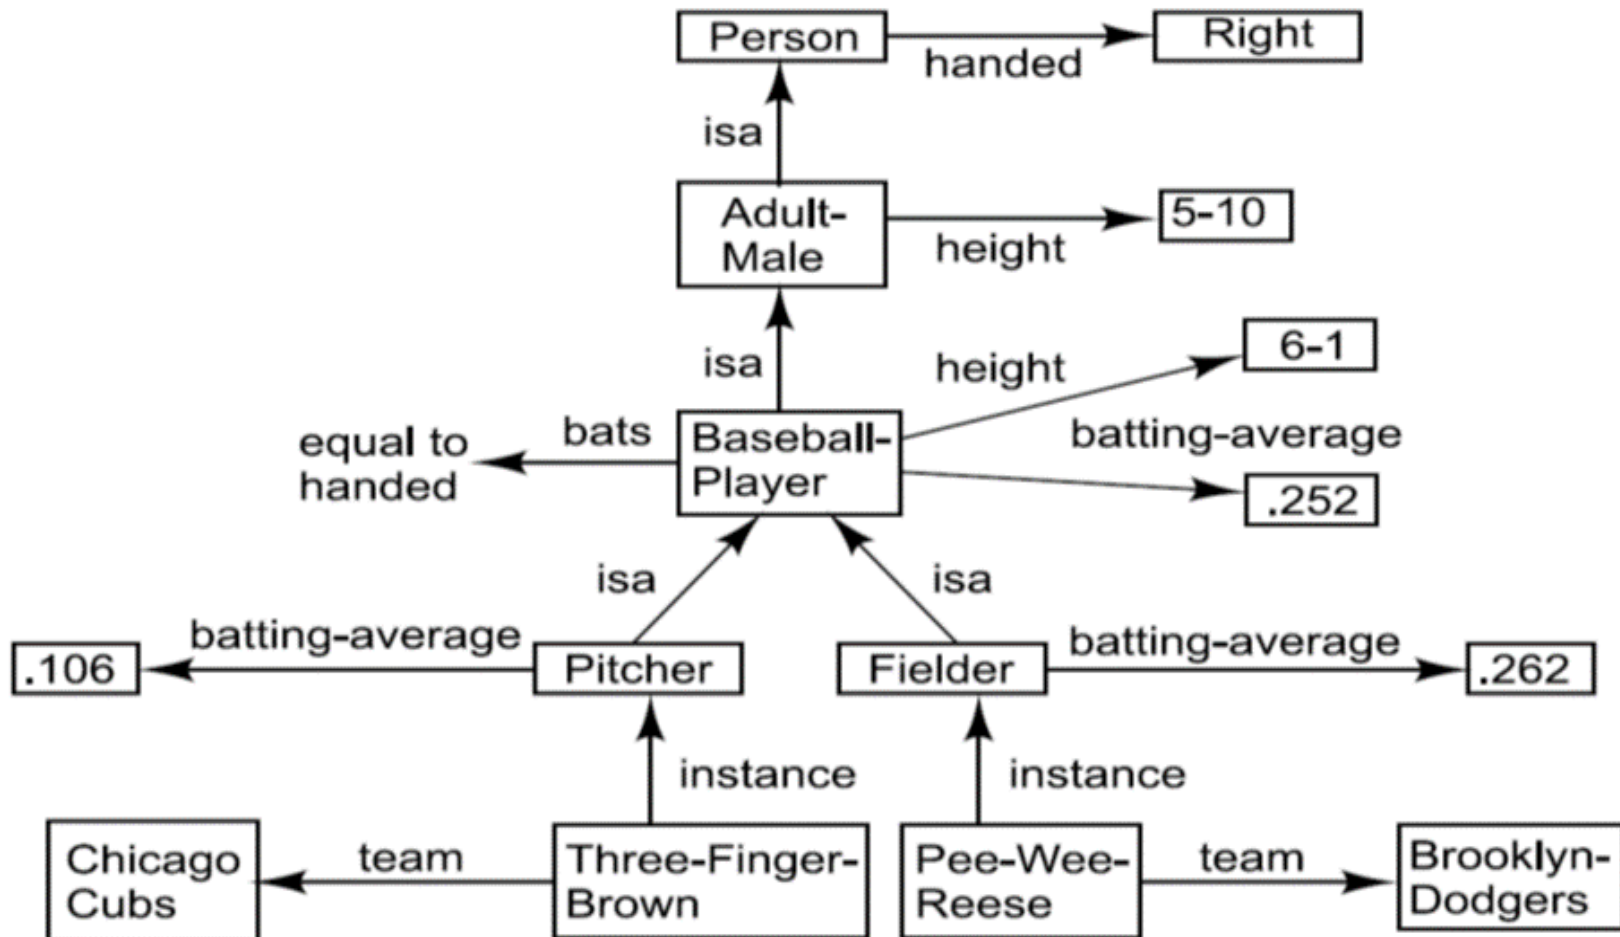 Person
Right
handed
isa
Adult-
Male
5-10
height
isa
height
6-1
equal to
handed
bats
Baseball-
Player
batting-average
.252
isa
isa
.106
batting-average
Pitcher
Fielder
batting-average
.262
instance
instance
Chicago
Cubs
team
Three-Finger-
Brown
Pee-Wee-
Reese
team
Brooklyn-
Dodgers